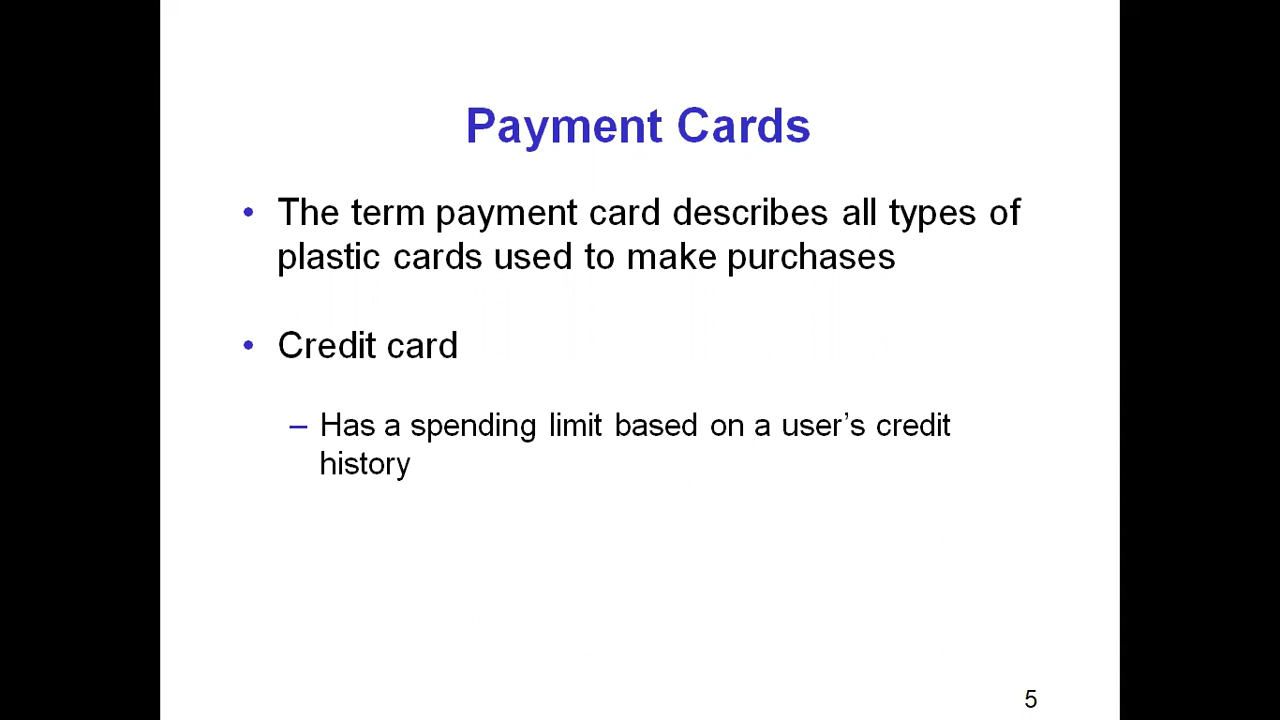 Payment Cards
• The term payment card describes all types of
plastic cards used to make purchases
• Credit card
– Has a spending limit based on a user’s credit
history
5